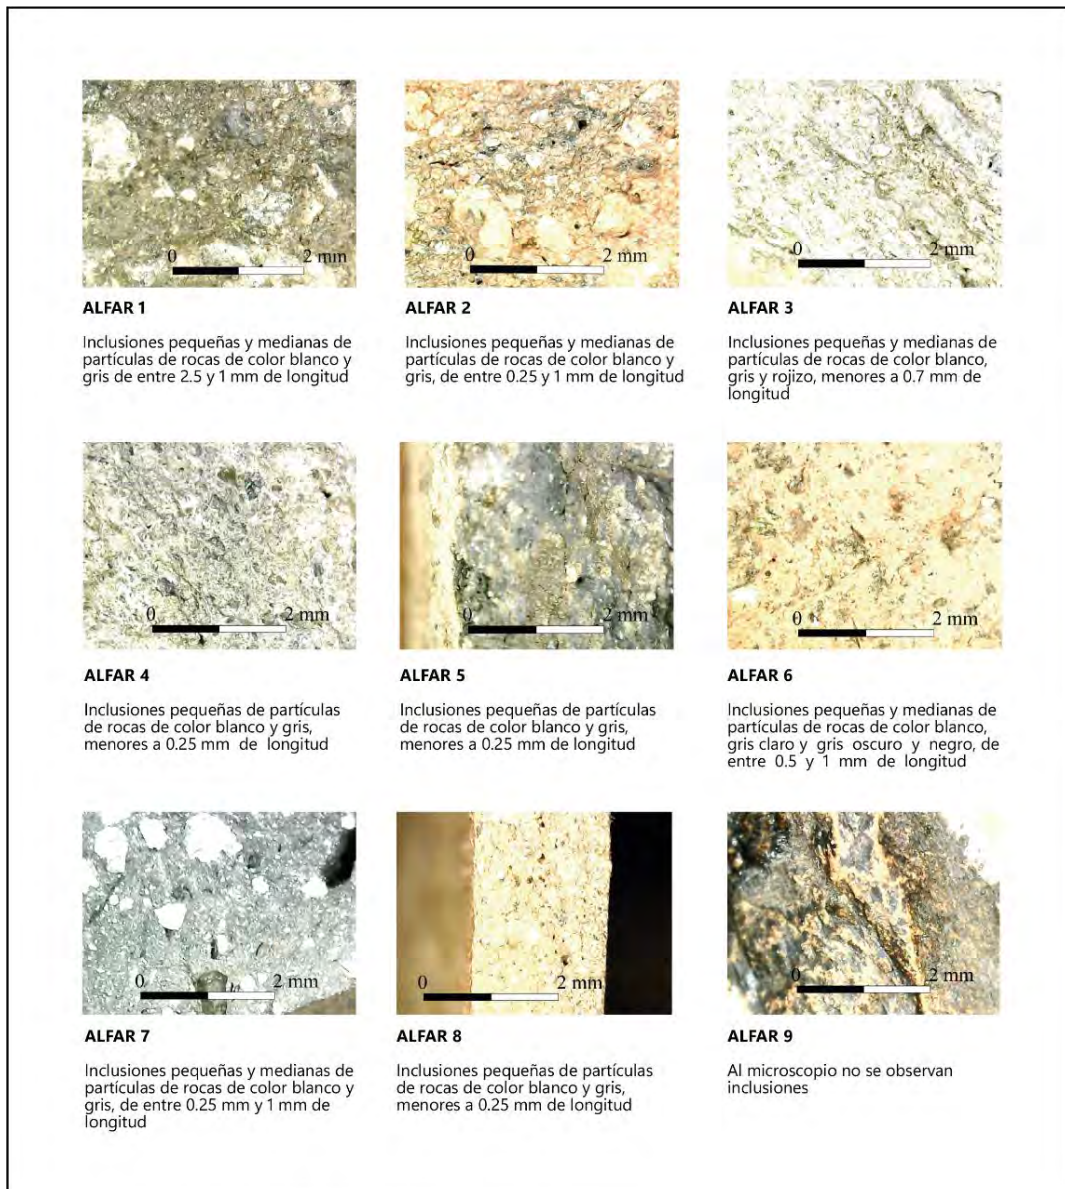 0 2 mm
ALFAR 1
Inclusiones pequeñas y medianas de
partículas de rocas de color blanco y
gris de entre 2.5 y 1 mm de longitud
0 2 mm
ALFAR 2
Inclusiones pequeñas y medianas de
partículas de rocas de color blanco y
gris, de entre 0.25 y 1 mm de longitud
0 2 mm
ALFAR 3
Inclusiones pequeñas y medianas de
partículas de rocas de color blanco,
gris y rojizo, menores a 0.7 mm de
longitud
0 2 mm
ALFAR 4
Inclusiones pequeñas de partículas
de rocas de color blanco y gris,
menores a 0.25 mm de longitud
0 2 mm
ALFAR 5
Inclusiones pequeñas de partículas
de rocas de color blanco y gris,
menores a 0.25 mm de longitud
0 2 mm
ALFAR 6
Inclusiones pequeñas y medianas de
partículas de rocas de color blanco,
gris claro y gris oscuro y negro, de
entre 0.5 y 1 mm de longitud
0 2 mm
ALFAR 7
Inclusiones pequeñas y medianas de
partículas de rocas de color blanco y
gris, de entre 0.25 mm y 1 mm de
longitud
0 2 mm
ALFAR 8
Inclusiones pequeñas de partículas
de rocas de color blanco y gris,
menores a 0.25 mm de longitud
0 2 mm
ALFAR 9
Al microscopio no se observan
inclusiones